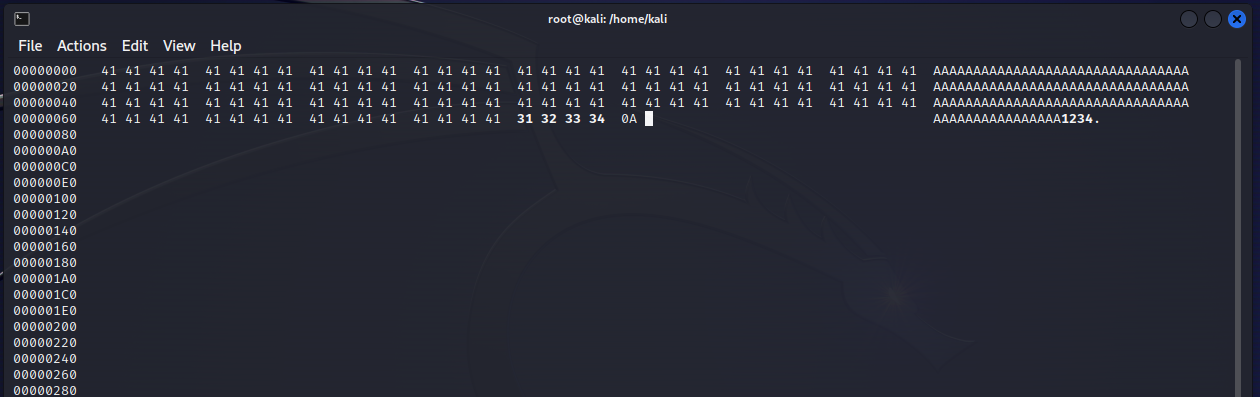 root@kali: /home/kali
File Actions Edit View Help
00000000 41 41 41 41 41 41 41 41 41 41 41 41 41 41 41 41 41 41 41 41 41 41 41 41 41 41 41 41 41 41 41 41 AAAAAAAAAAAAAAAAAAAAAAAAAAAAAAAA
00000020 41 41 41 41 41 41 41 41 41 41 41 41 41 41 41 41 41 41 41 41 41 41 41 41 41 41 41 41 41 41 41 41 AAAAAAAAAAAAAAAAAAAAAAAAAAAAAAAA
00000040 41 41 41 41 41 41 41 41 41 41 41 41 41 41 41 41 41 41 41 41 41 41 41 41 41 41 41 41 41 41 41 41 AAAAAAAAAAAAAAAAAAAAAAAAAAAAAAAA
00000060 41 41 41 41 41 41 41 41 41 41 41 41 41 41 41 41 31 32 33 34 0A AAAAAAAAAAAAAAAA1234.
00000080
000000A0
000000C0
000000E0
00000100
00000120
00000140
00000160
00000180
000001A0
000001C0
000001E0
00000200
00000220
00000240
00000260
00000280